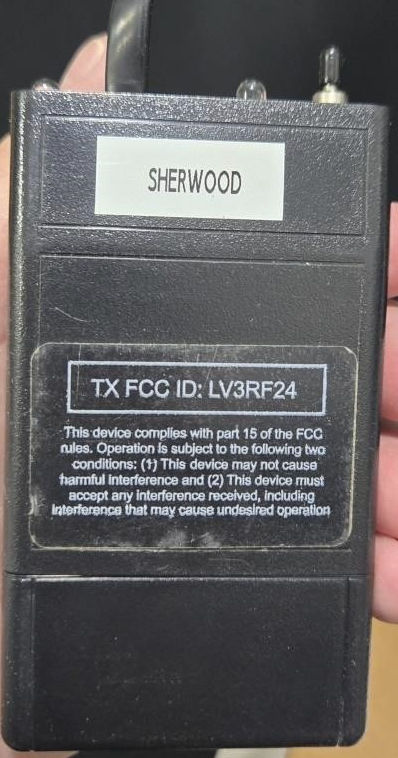 SHERWOOD
TX FCC ID: LV3RF24
This device complies with part 15 of the FCC
rules. Operation is subject to the following two
conditions: (1) This device may not cause
harmful interference and (2) This device must
accept any interference received, including
interference that may cause undesired operation